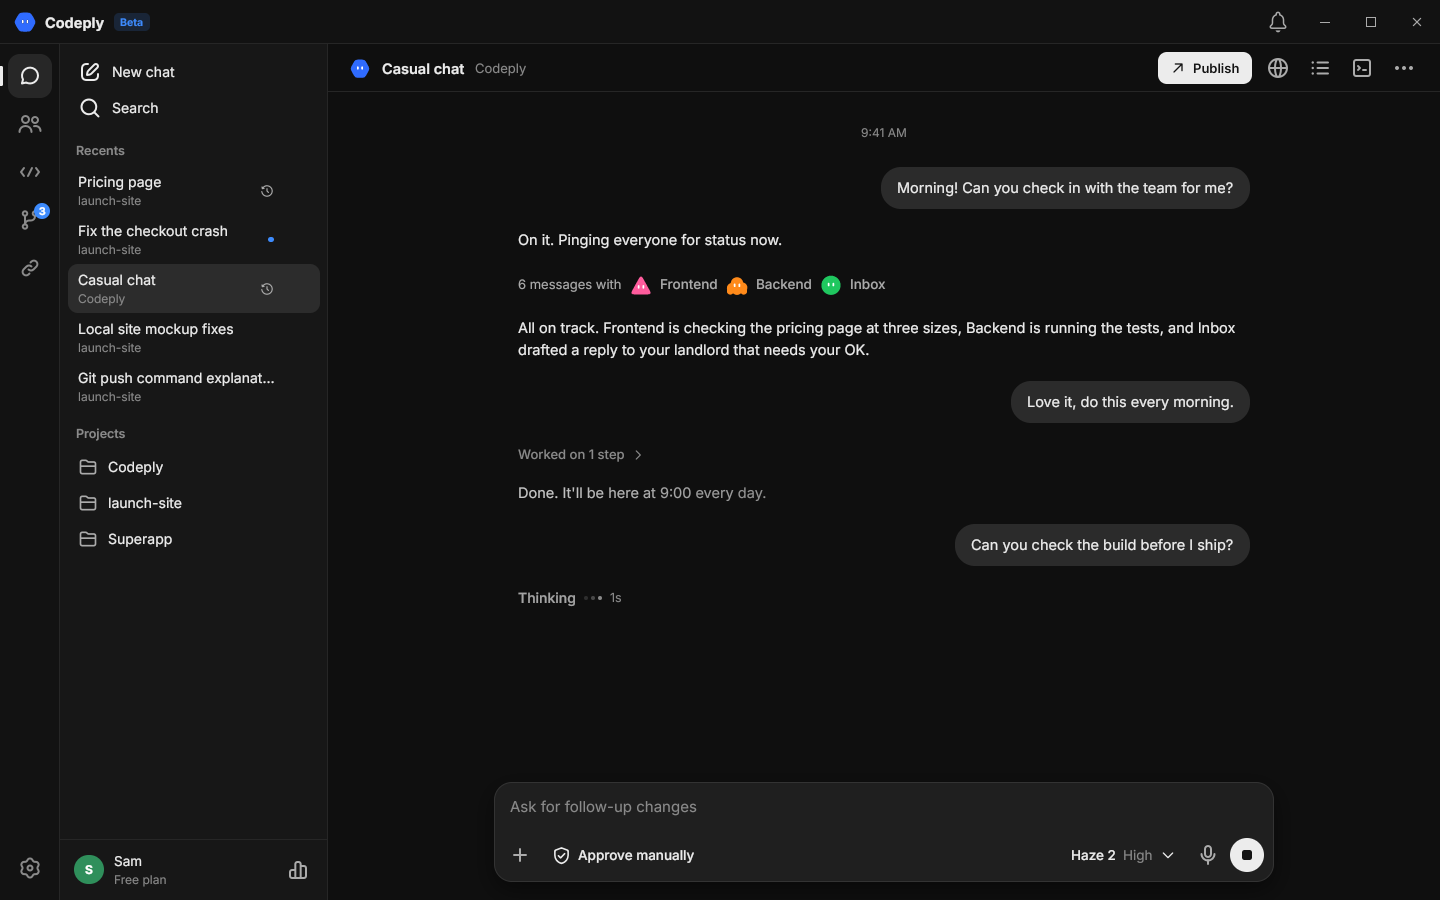 Codeply Beta
New chat
Search
Recents
Pricing page
launch-site
Fix the checkout crash
launch-site
Casual chat
Codeply
Local site mockup fixes
launch-site
Git push command explanat...
launch-site
Projects
Codeply
launch-site
Superapp
3
S
Sam
Free plan
Casual chat Codeply
Publish
9:41 AM
Morning! Can you check in with the team for me?
On it. Pinging everyone for status now.
6 messages with Frontend Backend Inbox
All on track. Frontend is checking the pricing page at three sizes, Backend is running the tests, and Inbox
drafted a reply to your landlord that needs your OK.
Love it, do this every morning.
Worked on 1 step
Done. It'll be here at 9:00 every day.
Can you check the build before I ship?
Thinking 1s
Ask for follow-up changes
Approve manually
Haze 2 High